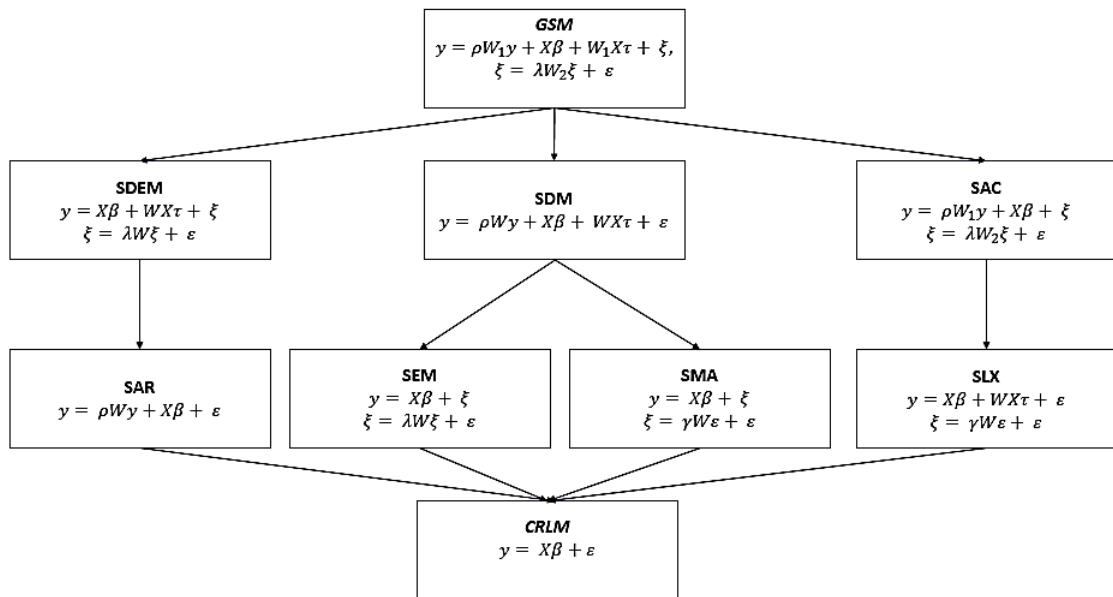 GSM
y = ρW₁y + Xβ + W₁Xτ + ξ,
ξ = λW₂ξ + ε
SDEM
y = Xβ + WXτ + ξ
ξ = λWξ + ε
SDM
y = ρWy + Xβ + WXτ + ε
SAC
y = ρW₁y + Xβ + ξ
ξ = λW₂ξ + ε
SAR
y = ρWy + Xβ + ε
SEM
y = Xβ + ξ
ξ = λWξ + ε
SMA
y = Xβ + ξ
ξ = γWε + ε
SLX
y = Xβ + WXτ + ε
ξ = γWε + ε
CRLM
y = Xβ + ε